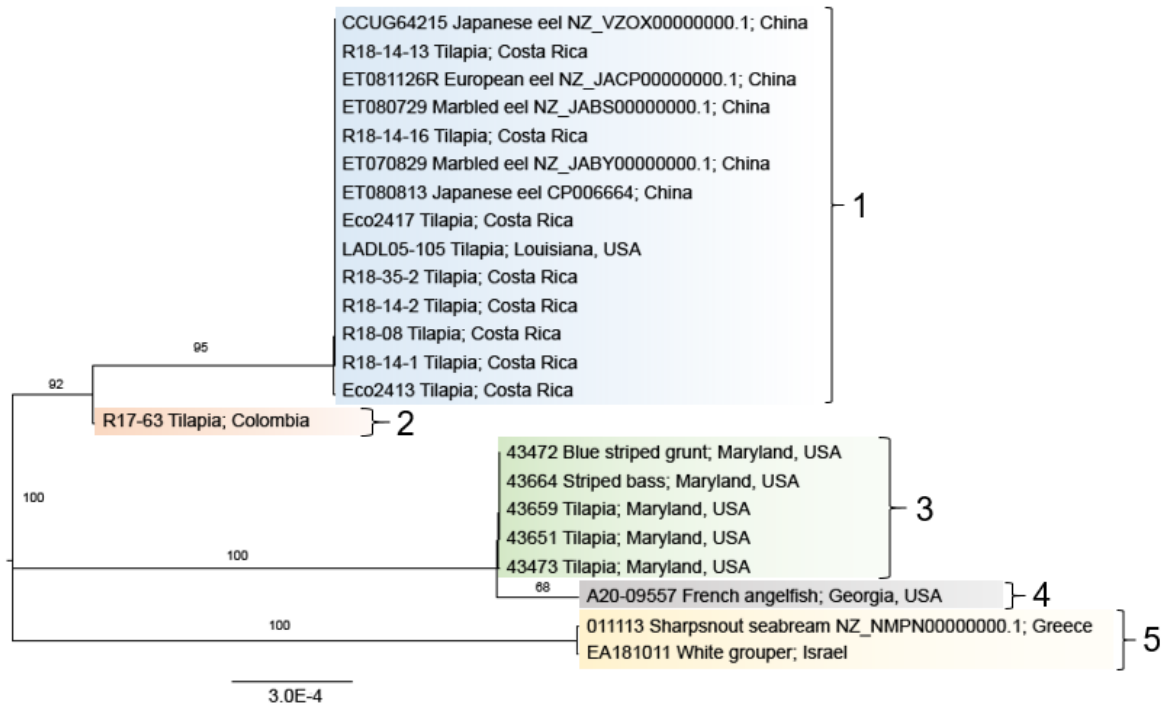 CCUG64215 Japanese eel NZ_VZOX00000000.1; China
R18-14-13 Tilapia; Costa Rica
ET081126R European eel NZ_JACP00000000.1; China
ET080729 Marbled eel NZ_JABS00000000.1; China
R18-14-16 Tilapia; Costa Rica
ET070829 Marbled eel NZ_JABY00000000.1; China
ET080813 Japanese eel CP006664; China
1
Eco2417 Tilapia; Costa Rica
LADL05-105 Tilapia; Louisiana, USA
R18-35-2 Tilapia; Costa Rica
R18-14-2 Tilapia; Costa Rica
R18-08 Tilapia; Costa Rica
95
R18-14-1 Tilapia; Costa Rica
92
Eco2413 Tilapia; Costa Rica
R17-63 Tilapia; Colombia
2
43472 Blue striped grunt; Maryland, USA
43664 Striped bass; Maryland, USA
100
43659 Tilapia; Maryland, USA
3
43651 Tilapia; Maryland, USA
100
43473 Tilapia; Maryland, USA
68
A20-09557 French angelfish; Georgia, USA
4
100
011113 Sharpsnout seabream NZ_NMPN00000000.1; Greece
5
EA181011 White grouper; Israel
3.0E-4